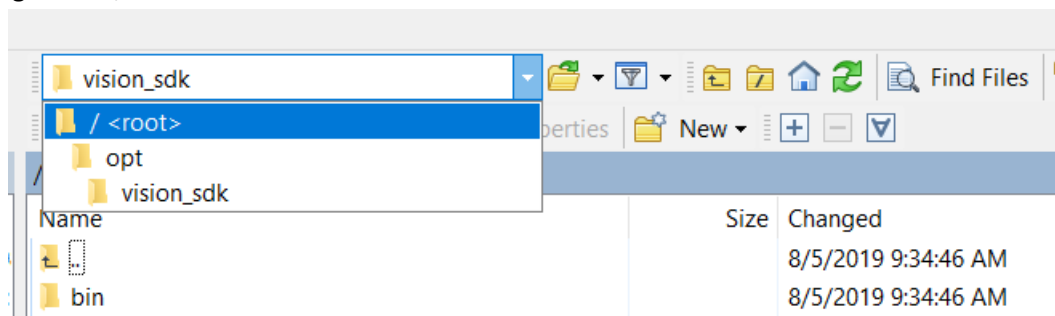 vision_sdk
Find Files
/ <root>
perties New
opt
/
vision_sdk
Name Size Changed
.. 8/5/2019 9:34:46 AM
bin 8/5/2019 9:34:46 AM